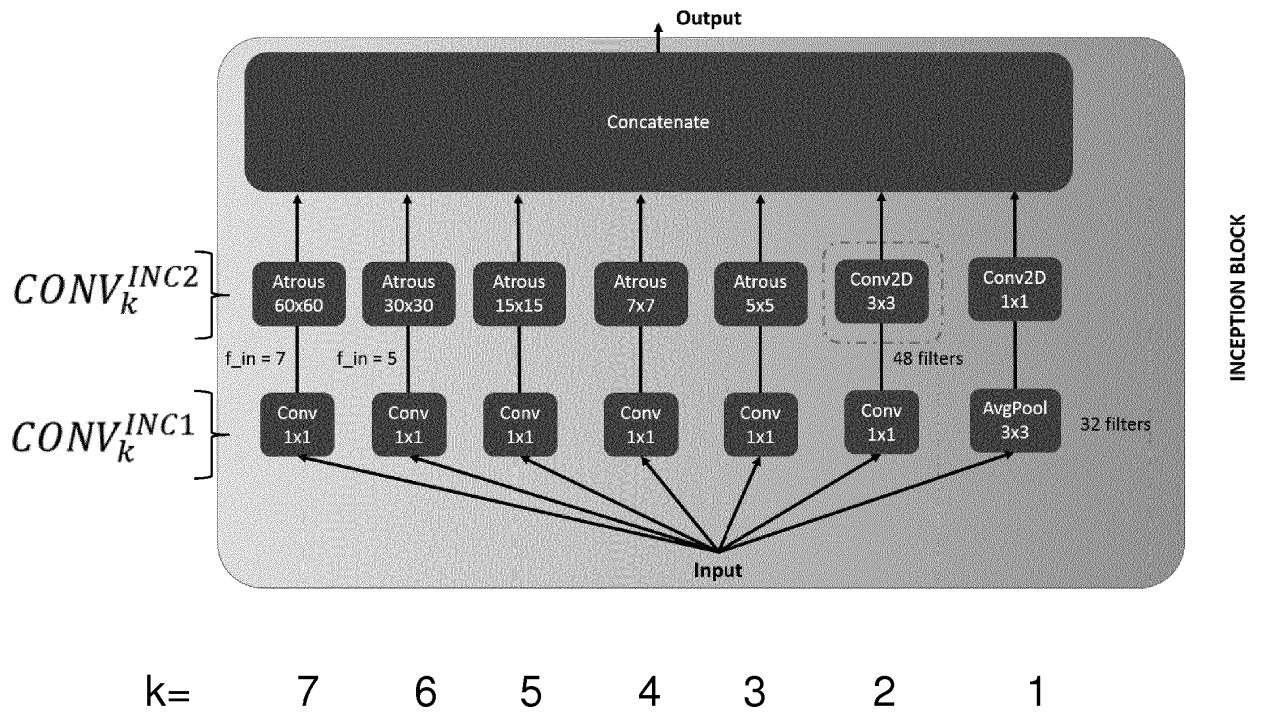 Output
Concatenate
CONV_k^{INC2}
Atrous
60x60
Atrous
30x30
Atrous
15x15
Atrous
7x7
Atrous
5x5
Conv2D
3x3
Conv2D
1x1
f_in = 7
f_in = 5
48 filters
CONV_k^{INC1}
Conv
1x1
Conv
1x1
Conv
1x1
Conv
1x1
Conv
1x1
Conv
1x1
AvgPool
3x3
32 filters
Input
INCEPTION BLOCK
k= 7 6 5 4 3 2 1